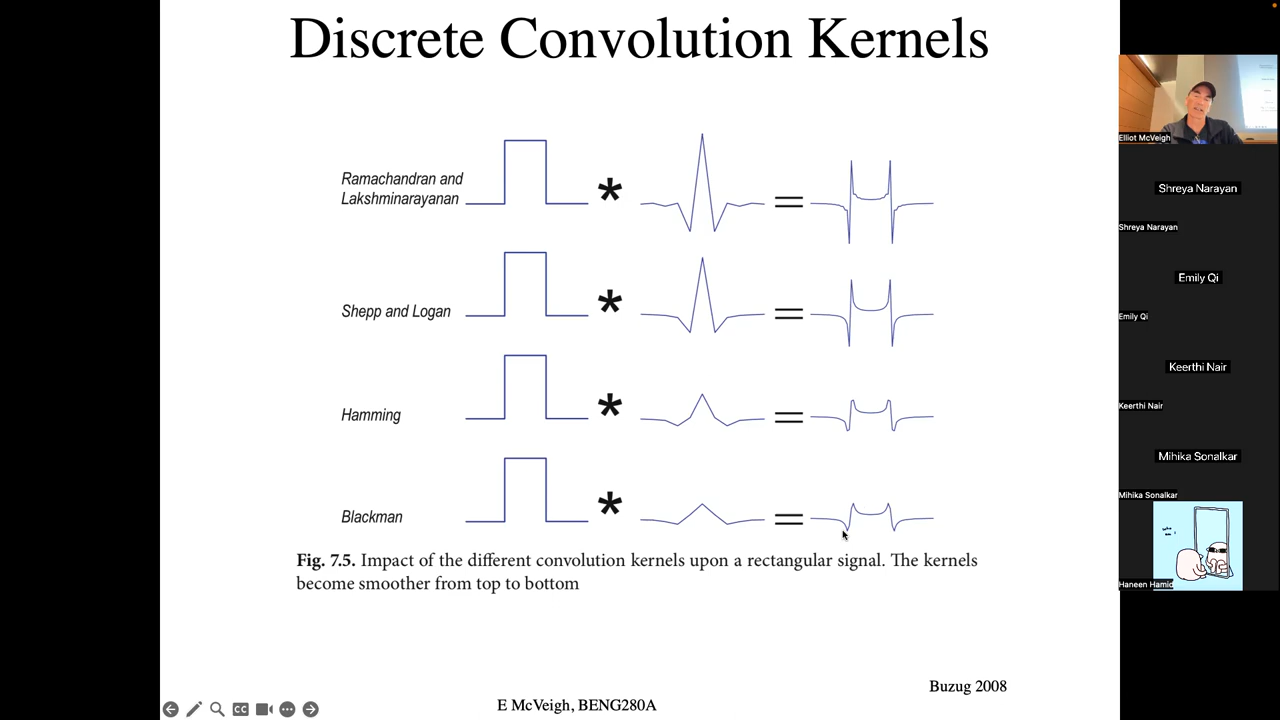 Discrete Convolution Kernels
Ramachandran and
Lakshminarayanan
*
=
Shepp and Logan
*
=
Hamming
*
=
Blackman
*
=
Fig. 7.5. Impact of the different convolution kernels upon a rectangular signal. The kernels
become smoother from top to bottom
Buzug 2008
E McVeigh, BENG280A
CC
Elliot McVeigh
Shreya Narayan
Shreya Narayan
Emily Qi
Emily Qi
Keerthi Nair
Keerthi Nair
Mihika Sonalkar
Mihika Sonalkar
Haneen Hamid